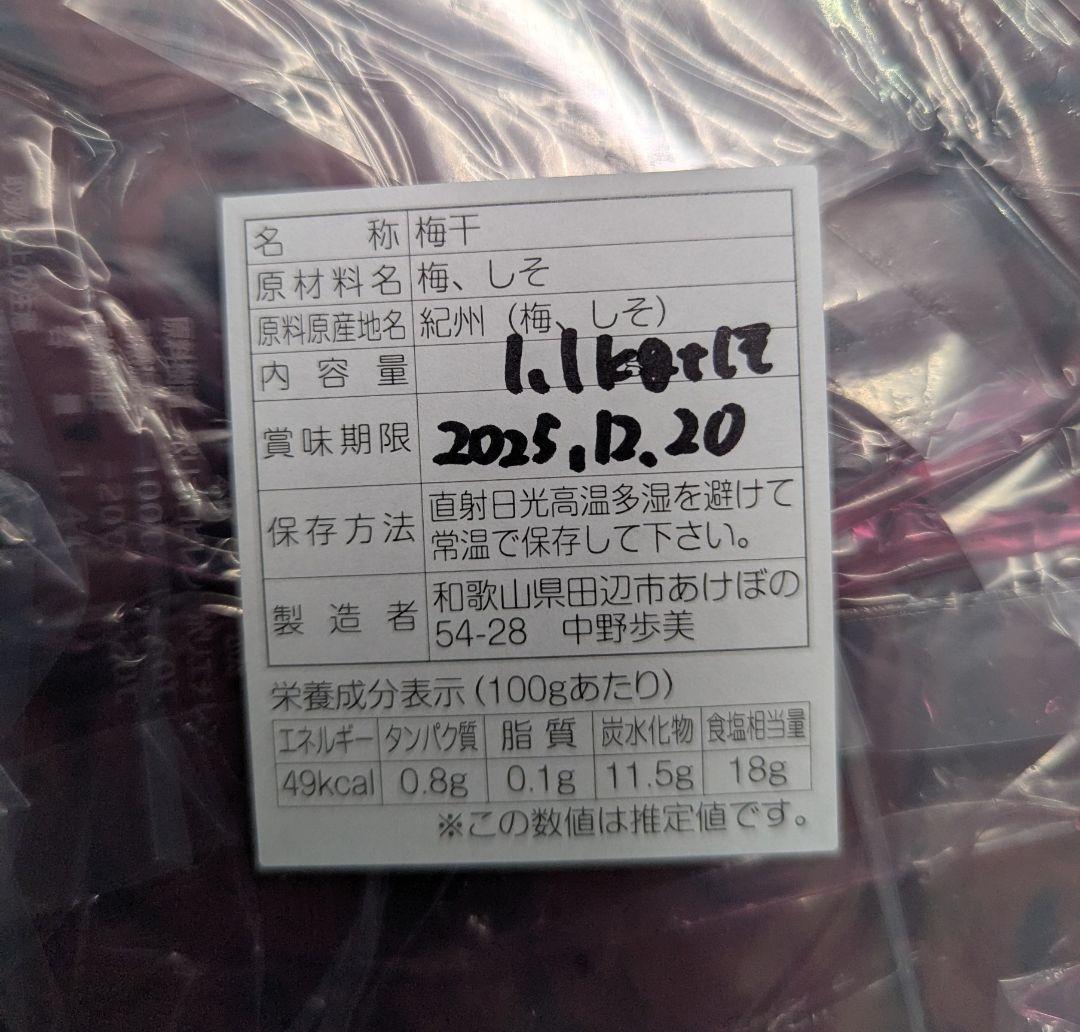 名称 梅干
原材料名 梅、しそ
原料原産地名 紀州（梅、しそ）
内容量 1.1kg
賞味期限 2025.12.20
保存方法 直射日光高温多湿を避けて
常温で保存して下さい。
製造者 和歌山県田辺市あけぼの
54-28 中野歩美
栄養成分表示(100gあたり)
エネルギー タンパク質 脂質 炭水化物 食塩相当量
49kcal 0.8g 0.1g 11.5g 18g
※この数値は推定値です。